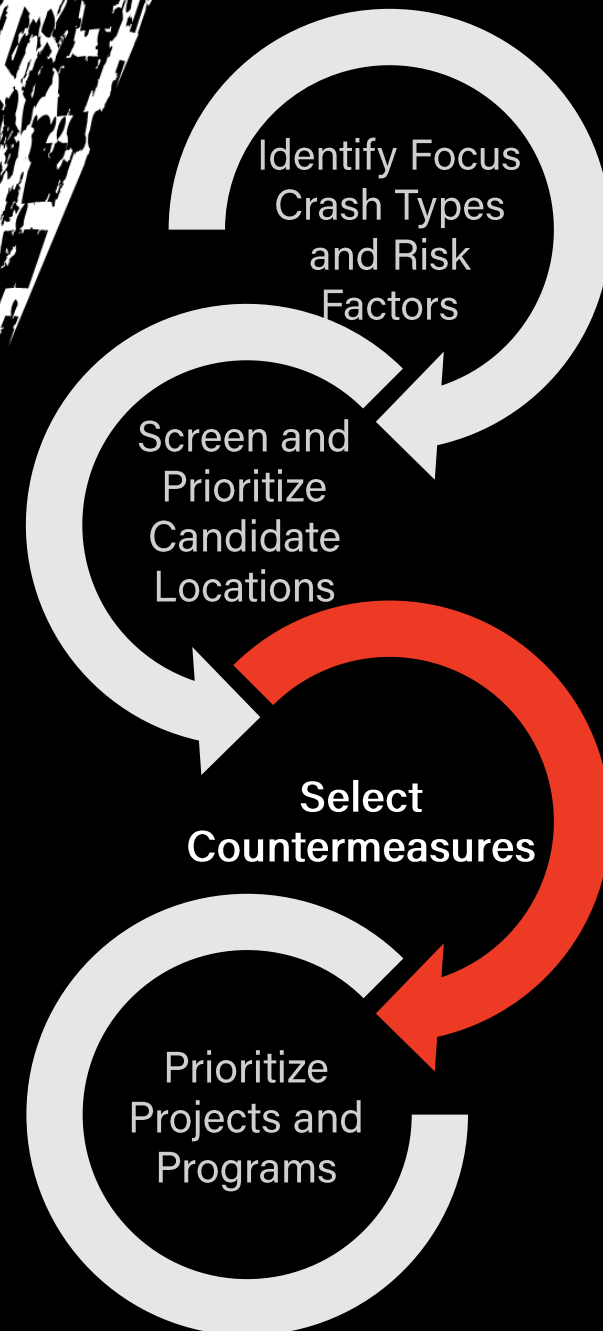 Identify Focus
Crash Types
and Risk
Factors
Screen and
Prioritize
Candidate
Locations
Select
Countermeasures
Prioritize
Projects and
Programs